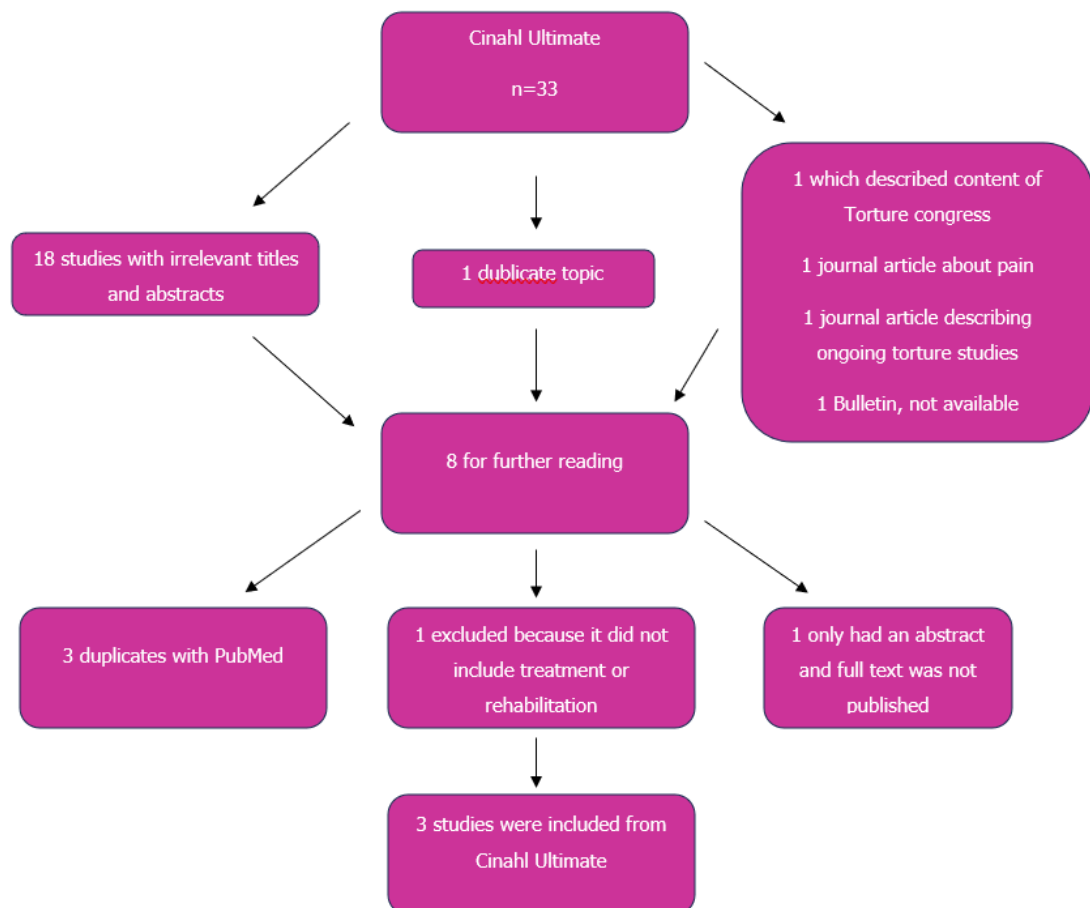 Cinahl Ultimate
n=33
18 studies with irrelevant titles
and abstracts
1 dublicate topic
1 which described content of
Torture congress
1 journal article about pain
1 journal article describing
ongoing torture studies
1 Bulletin, not available
8 for further reading
3 duplicates with PubMed
1 excluded because it did not
include treatment or
rehabilitation
1 only had an abstract
and full text was not
published
3 studies were included from
Cinahl Ultimate